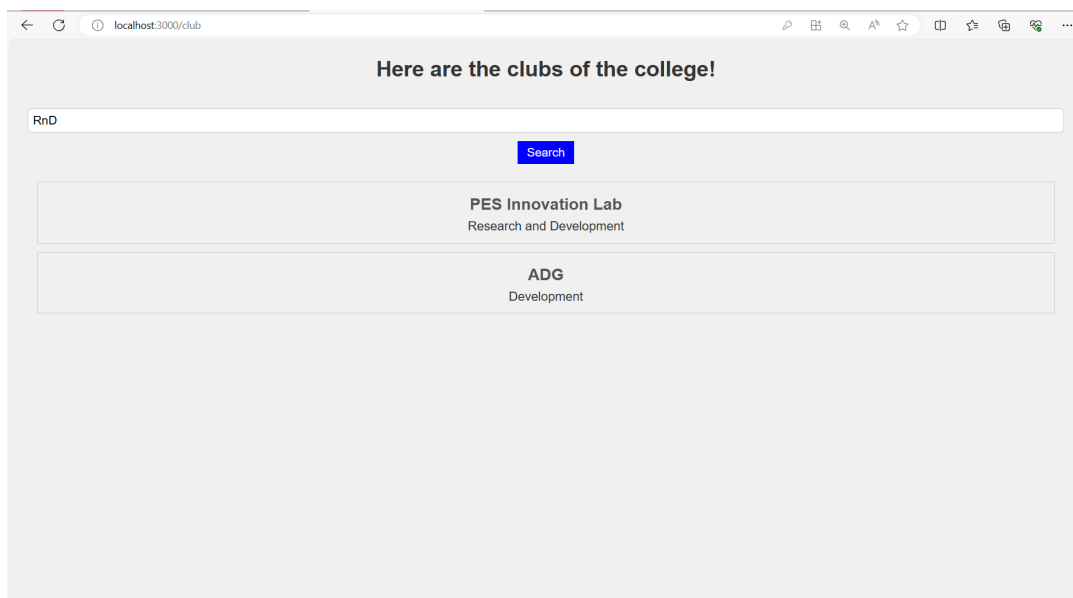 localhost:3000/club
Here are the clubs of the college!
RnD
Search
PES Innovation Lab
Research and Development
ADG
Development